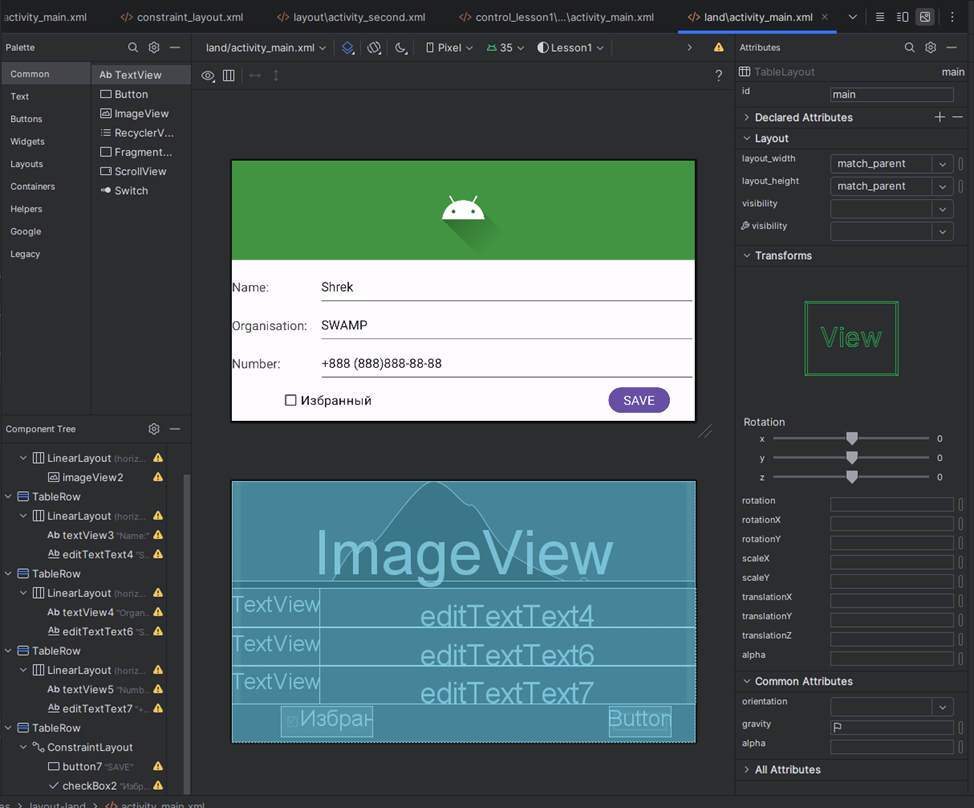 activity_main.xml
constraint_layout.xml
layout\activity_second.xml
control_lesson1\...\activity_main.xml
land\activity_main.xml
Palette
land/activity_main.xml
Pixel
35
Lesson1
Attributes
Common
Text
Buttons
Widgets
Layouts
Containers
Helpers
Google
Legacy
Ab TextView
Button
ImageView
RecyclerV...
Fragment...
ScrollView
Switch
?
Name:
Shrek
Organisation:
SWAMP
Number:
+888 (888)888-88-88
Избранный
SAVE
ImageView
TextView
editTextText4
TextView
editTextText6
TextView
editTextText7
Избран
Button
Component Tree
LinearLayout (horiz...
imageView2
TableRow
LinearLayout (horiz...
Ab textView3 "Name:"
Ab editTextText4 "S...
TableRow
LinearLayout (horiz...
Ab textView4 "Organ...
Ab editTextText6 "S...
TableRow
LinearLayout (horiz...
Ab textView5 "Numb...
Ab editTextText7 "+...
TableRow
ConstraintLayout
button7 "SAVE"
checkBox2 "Избр...
TableLayout
main
id
main
Declared Attributes
Layout
layout_width
match_parent
layout_height
match_parent
visibility
visibility
Transforms
View
Rotation
x
0
y
0
z
0
rotation
rotationX
rotationY
scaleX
scaleY
translationX
translationY
translationZ
alpha
Common Attributes
orientation
gravity
alpha
All Attributes
es > layout-land > activity_main.xml